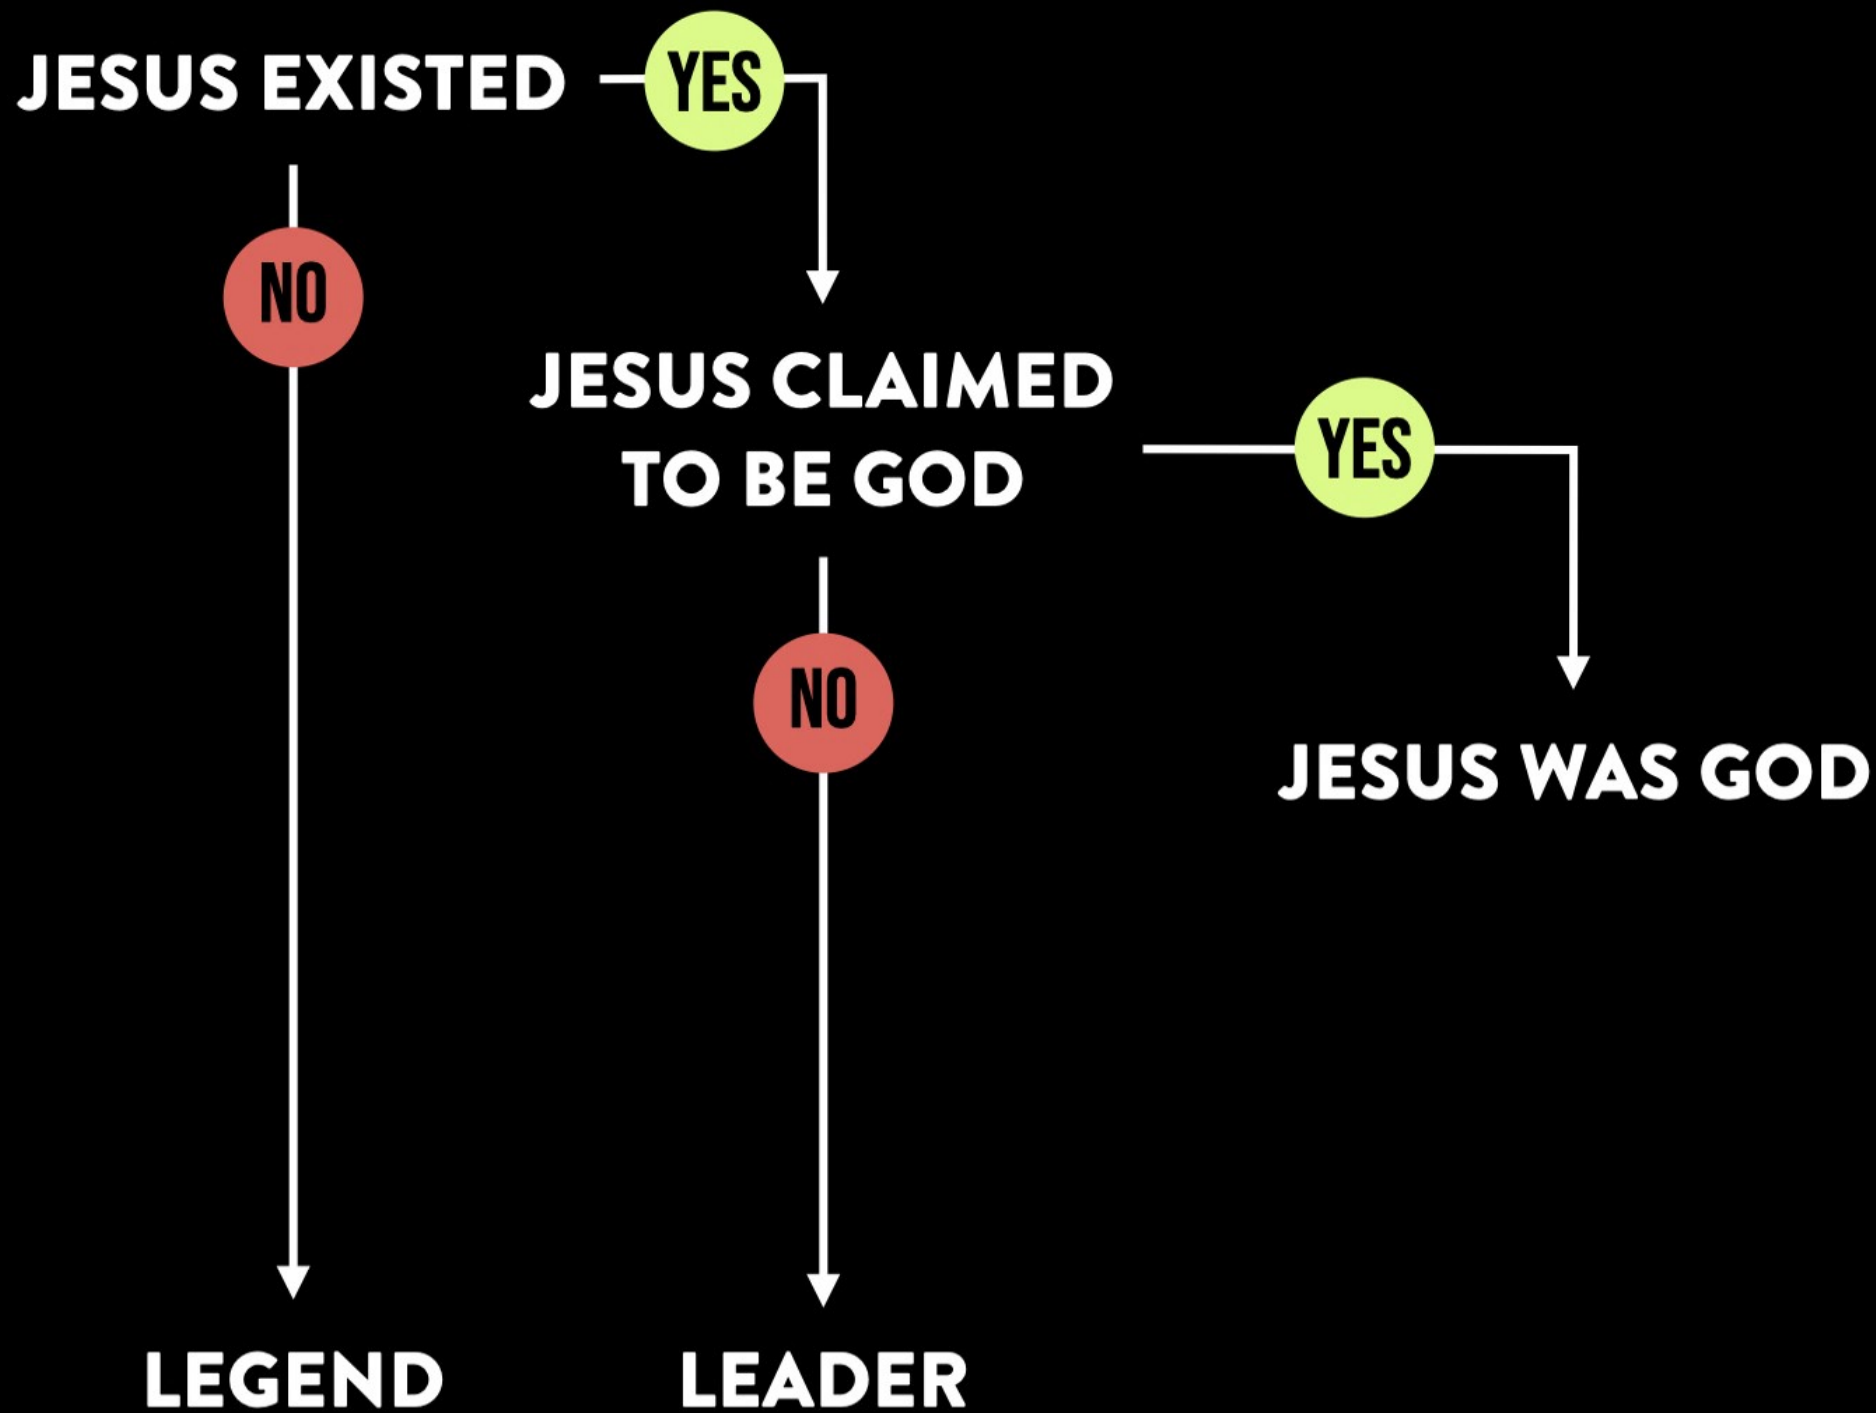 JESUS EXISTED
YES
NO
JESUS CLAIMED
TO BE GOD
YES
NO
JESUS WAS GOD
LEGEND
LEADER